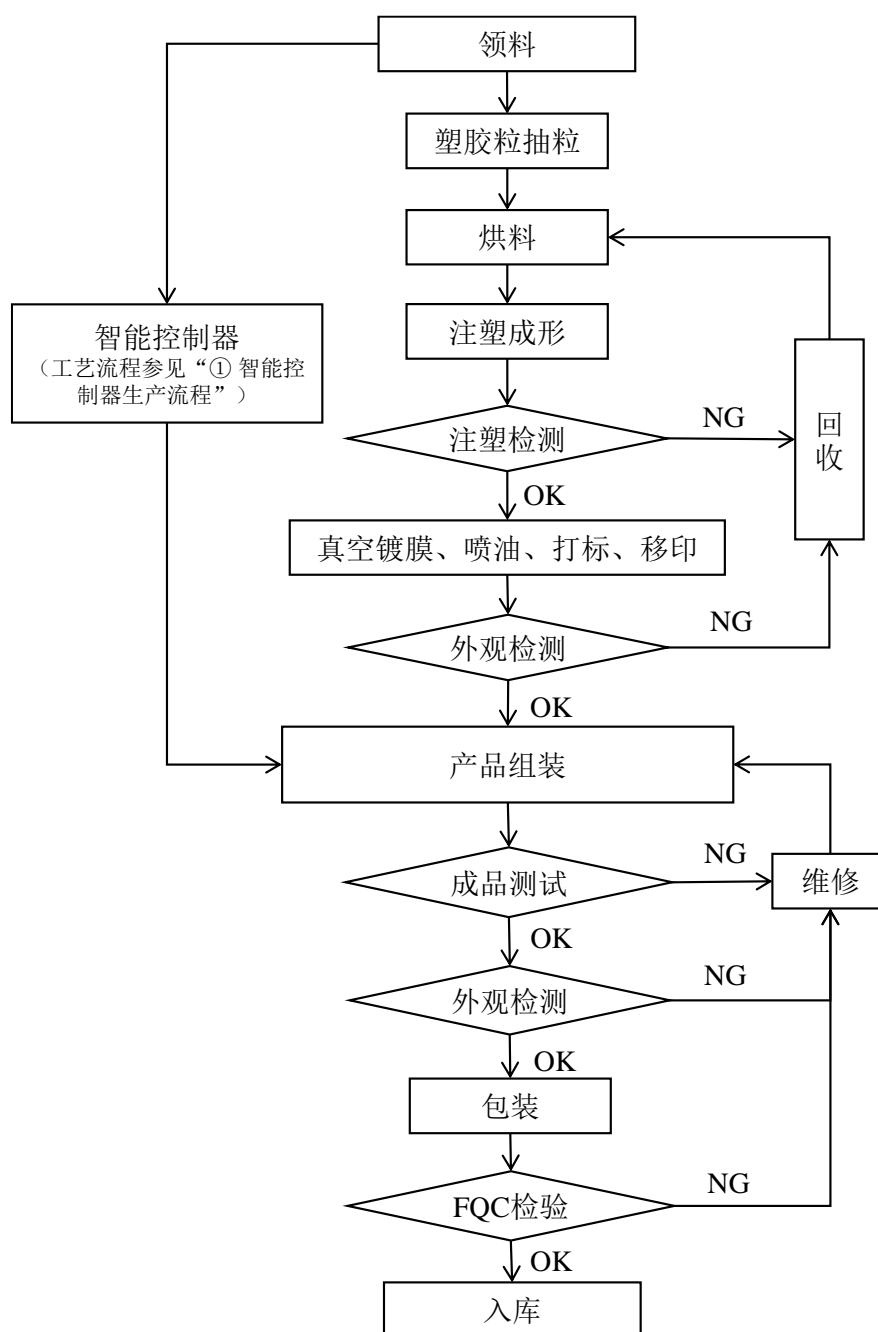 领料
塑胶粒抽粒
烘料
智能控制器
（工艺流程参见“① 智能控
制器生产流程”）
注塑成形
注塑检测
NG
回
收
OK
真空镀膜、喷油、打标、移印
外观检测
NG
OK
产品组装
成品测试
NG
维修
OK
外观检测
NG
OK
包装
FQC检验
NG
OK
入库